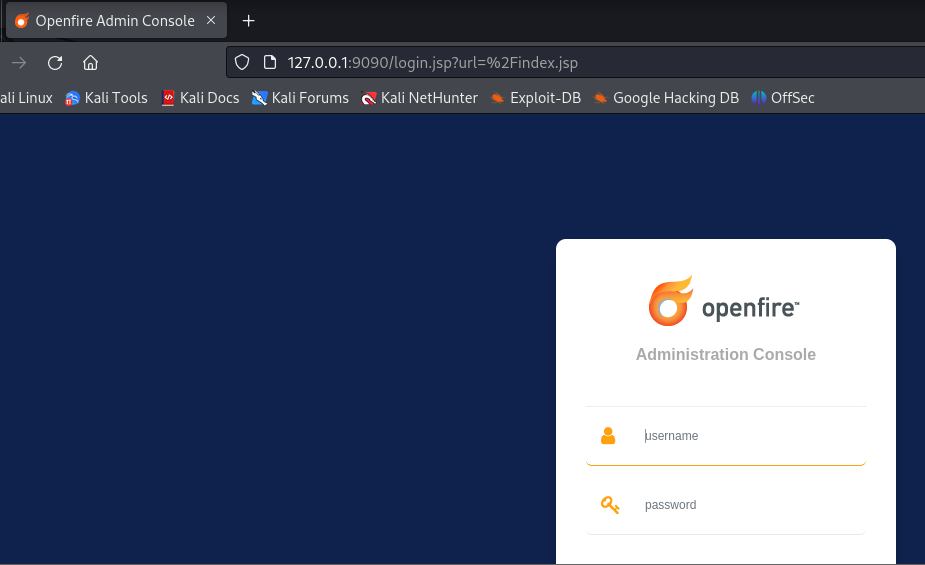 Openfire Admin Console
127.0.0.1:9090/login.jsp?url=%2Findex.jsp
ali Linux Kali Tools Kali Docs Kali Forums Kali NetHunter Exploit-DB Google Hacking DB OffSec
openfire™
Administration Console
username
password